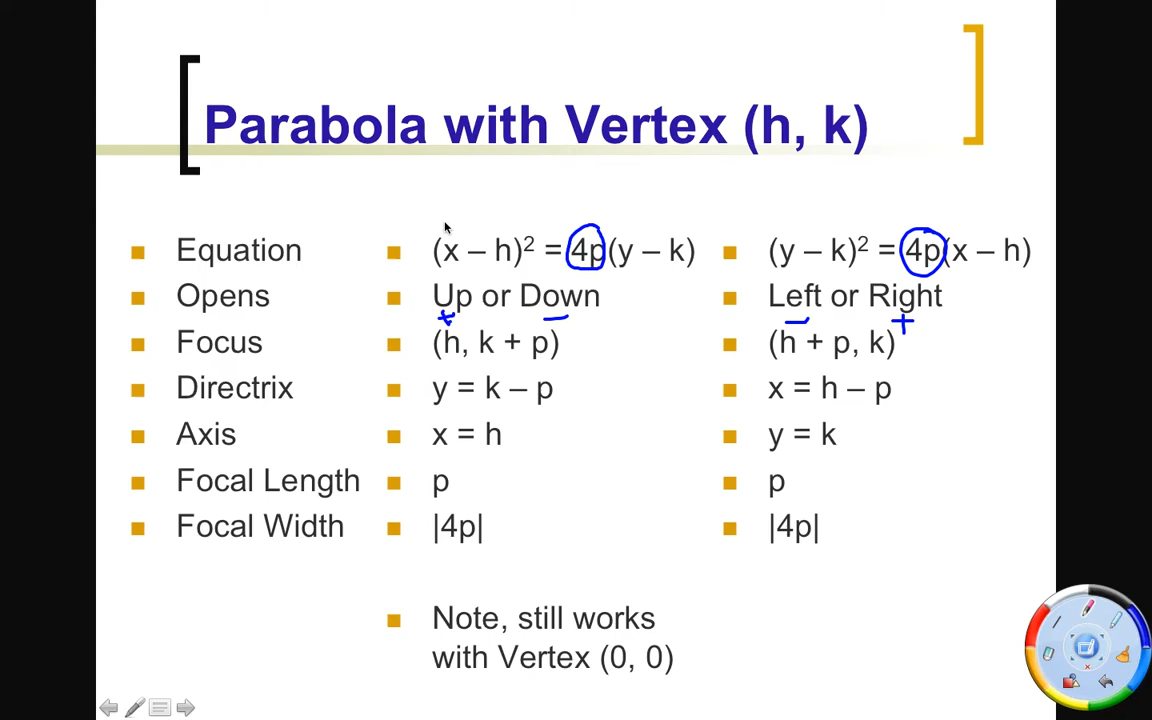 Parabola with Vertex (h, k)
Equation (x – h)² = 4p(y – k) (y – k)² = 4p(x – h)
Opens Up or Down Left or Right
+ – – +
Focus (h, k + p) (h + p, k)
Directrix y = k – p x = h – p
Axis x = h y = k
Focal Length p p
Focal Width |4p| |4p|
Note, still works
with Vertex (0, 0)